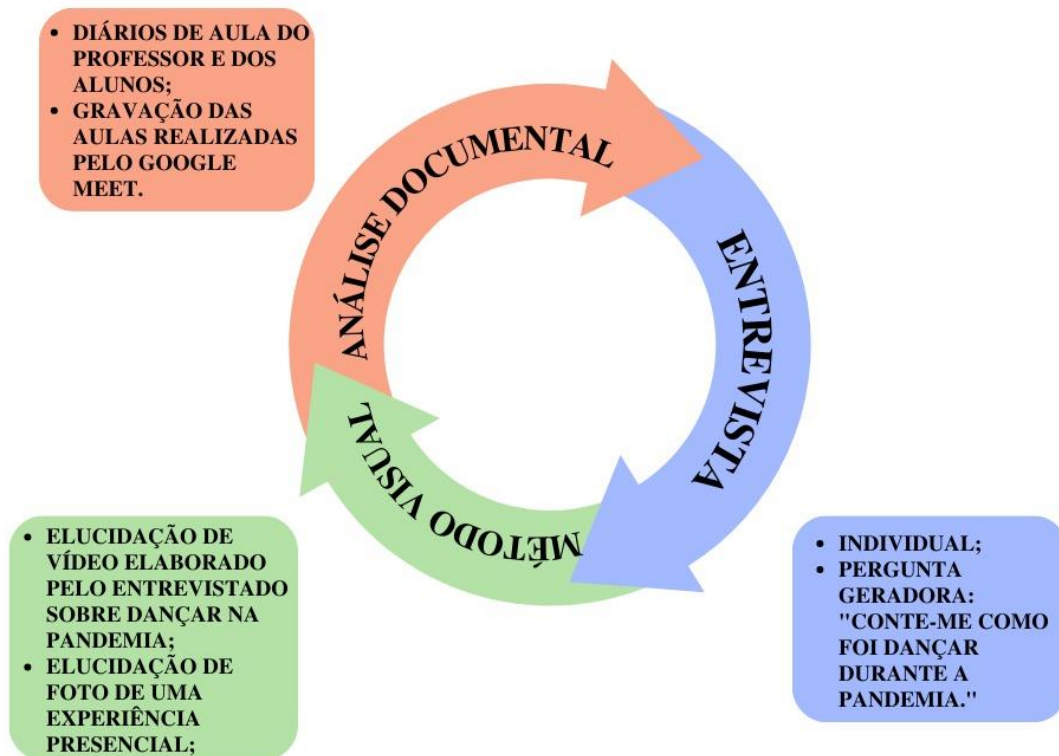 • DIÁRIOS DE AULA DO
PROFESSOR E DOS
ALUNOS;
• GRAVAÇÃO DAS
AULAS REALIZADAS
PELO GOOGLE
MEET.
ANÁLISE DOCUMENTAL
ENTREVISTA
MÉTODO VISUAL
• ELUCIDAÇÃO DE
VÍDEO ELABORADO
PELO ENTREVISTADO
SOBRE DANÇAR NA
PANDEMIA;
• ELUCIDAÇÃO DE
FOTO DE UMA
EXPERIÊNCIA
PRESENCIAL;
• INDIVIDUAL;
• PERGUNTA
GERADORA:
"CONTE-ME COMO
FOI DANÇAR
DURANTE A
PANDEMIA."